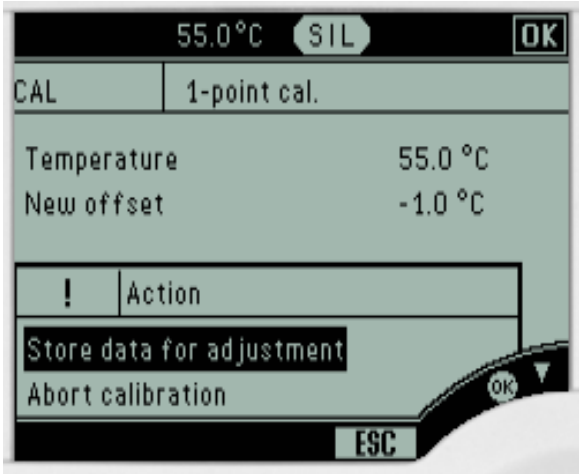 55.0°C SIL OK
CAL 1-point cal.
Temperature 55.0 °C
New offset -1.0 °C
! Action
Store data for adjustment
Abort calibration
OK
ESC